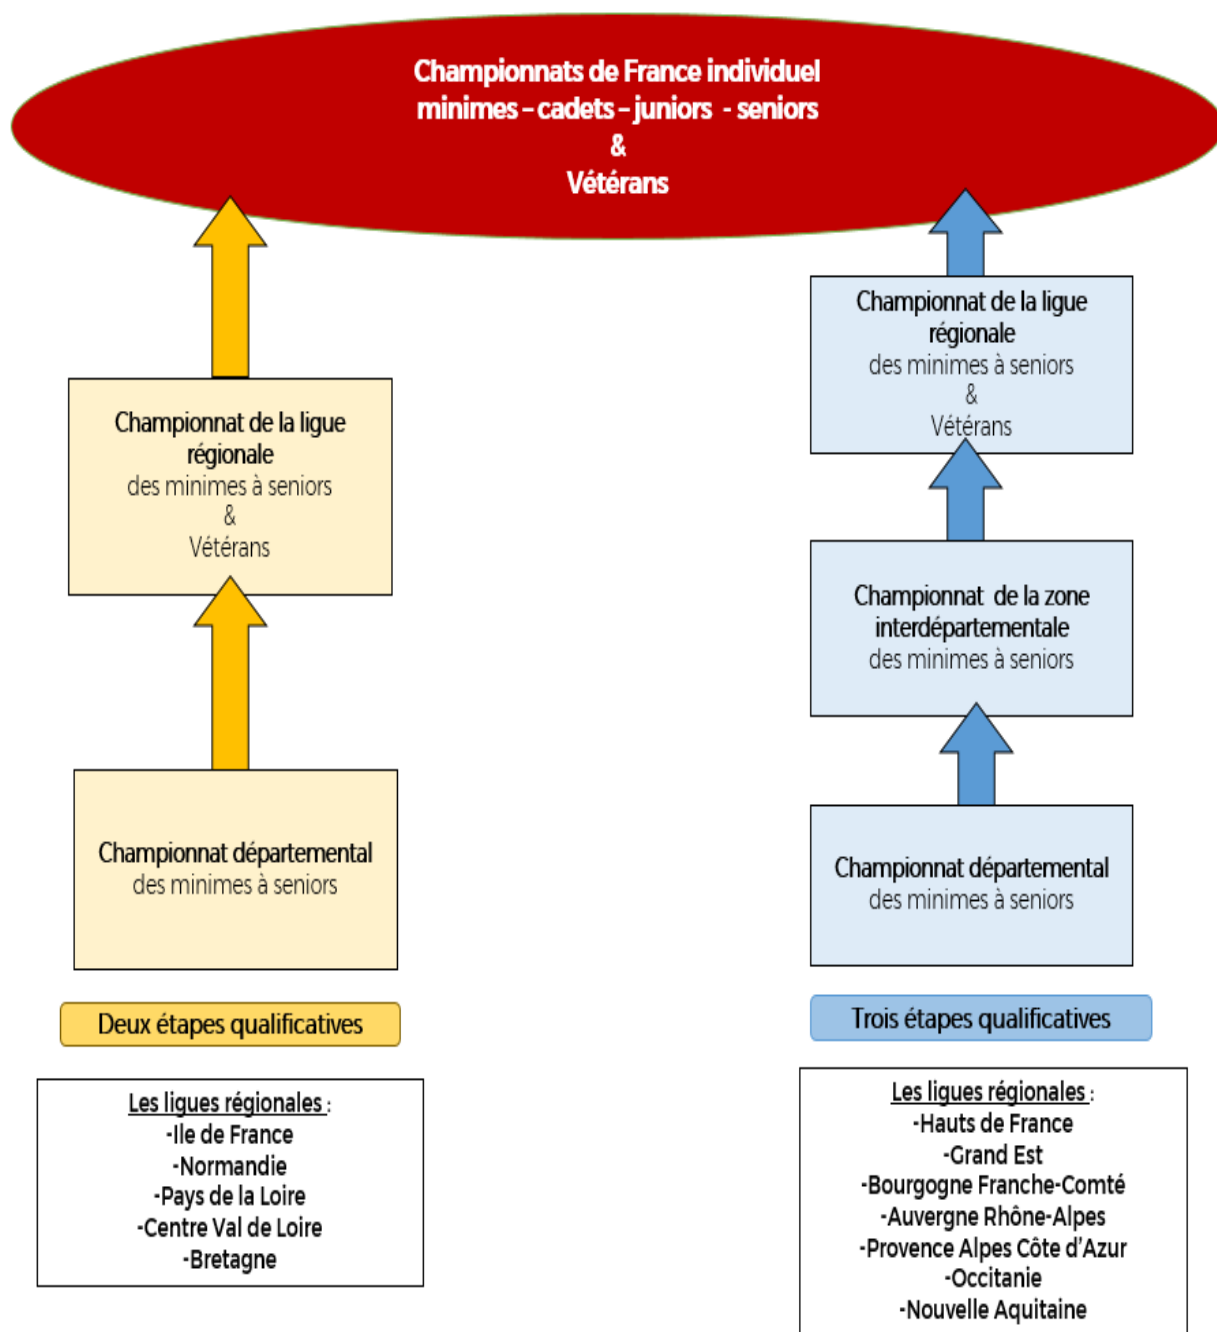 Championnats de France individuel
minimes – cadets – juniors - seniors
&
Vétérans
Championnat de la ligue
régionale
des minimes à seniors
&
Vétérans
Championnat départemental
des minimes à seniors
Deux étapes qualificatives
Les ligues régionales :
-Ile de France
-Normandie
-Pays de la Loire
-Centre Val de Loire
-Bretagne
Championnat de la ligue
régionale
des minimes à seniors
&
Vétérans
Championnat de la zone
interdépartementale
des minimes à seniors
Championnat départemental
des minimes à seniors
Trois étapes qualificatives
Les ligues régionales :
-Hauts de France
-Grand Est
-Bourgogne Franche-Comté
-Auvergne Rhône-Alpes
-Provence Alpes Côte d'Azur
-Occitanie
-Nouvelle Aquitaine